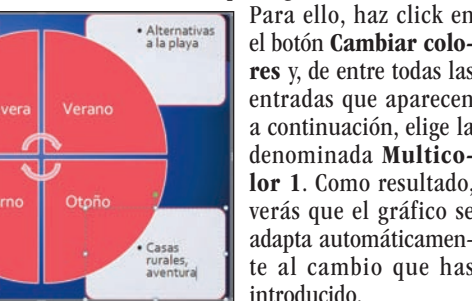 • Alternativas
a la playa
vera
Verano
rno
Otoño
• Casas
rurales,
aventura
Para ello, haz click en
el botón Cambiar colo-
res y, de entre todas las
entradas que aparecen
a continuación, elige la
denominada Multico-
lor 1. Como resultado,
verás que el gráfico se
adapta automáticamen-
te al cambio que has
introducido.